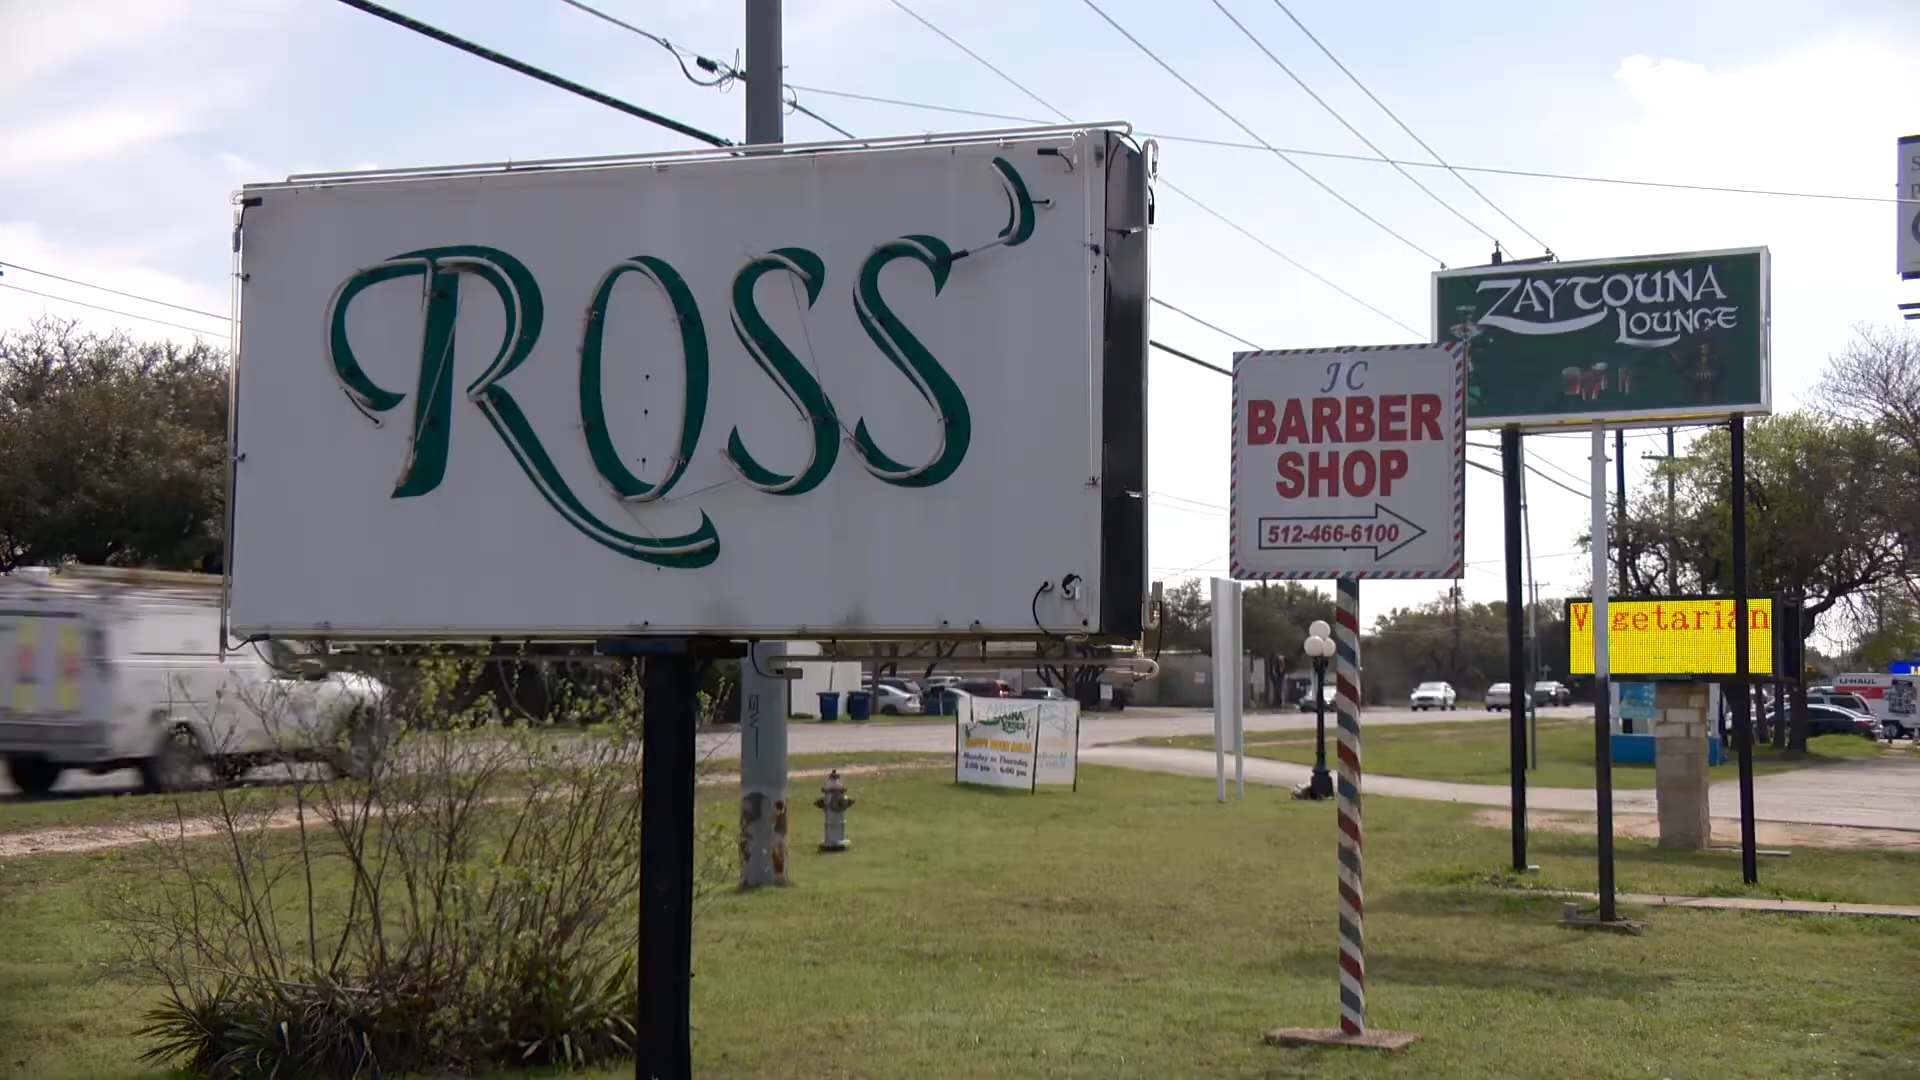 ROSS'
JC
BARBER
SHOP
512-466-6100
ZAYTOUNA
LOUNGE
Vegetarian
Monday to Thursday
U-HAUL